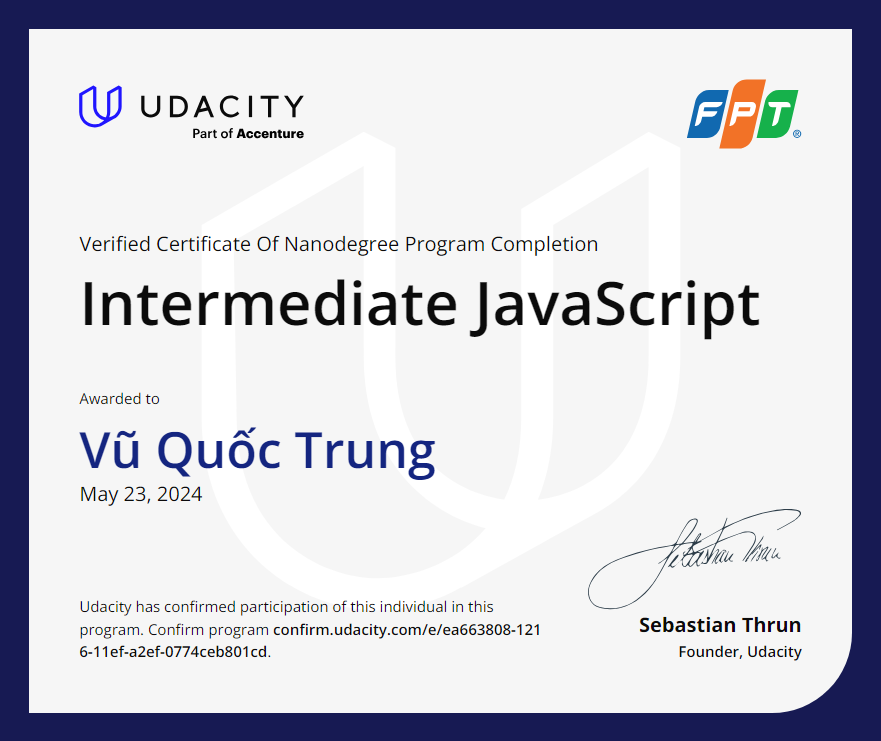 UDACITY
Part of Accenture
FPT®
Verified Certificate Of Nanodegree Program Completion
Intermediate JavaScript
Awarded to
Vũ Quốc Trung
May 23, 2024
Sebastian Thrun
Udacity has confirmed participation of this individual in this
program. Confirm program confirm.udacity.com/e/ea663808-121
6-11ef-a2ef-0774ceb801cd.
Sebastian Thrun
Founder, Udacity